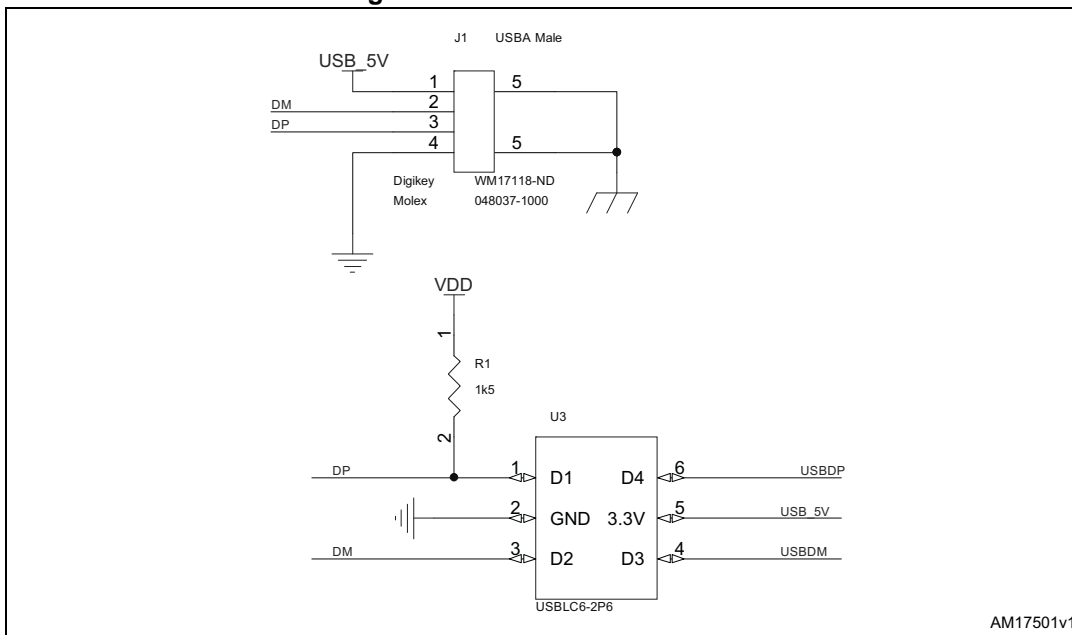 J1 USBA Male
USB_5V
1 5
DM 2
DP 3
4 5
Digikey WM17118-ND
Molex 048037-1000
VDD
1
R1
1k5
2
U3
DP 1 D1 D4 6 USBDP
2 GND 3.3V 5 USB_5V
DM 3 D2 D3 4 USBDM
USBLC6-2P6
AM17501v1